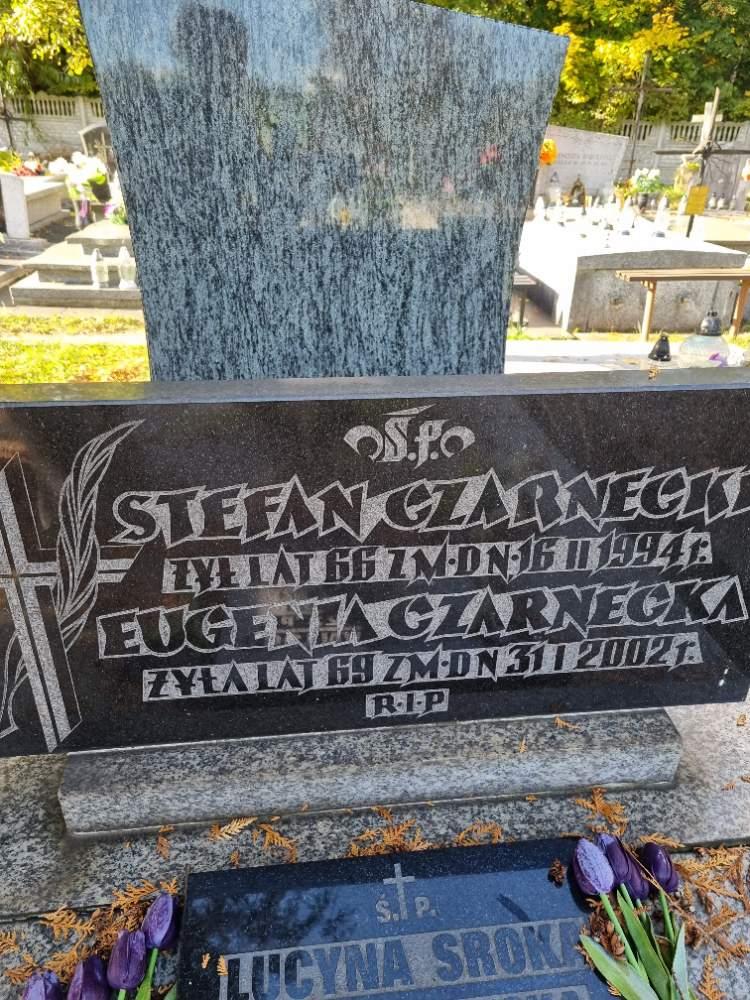 Ś.P.
STEFAN CZARNECKI
ŻYŁ LAT 66 ZM·DN·16 II 1994 r.
EUGENIA CZARNECKA
ŻYŁA LAT 69 ZM·DN 31 I 2002 r.
R·I·P
Ś.P.
LUCYNA SROKA